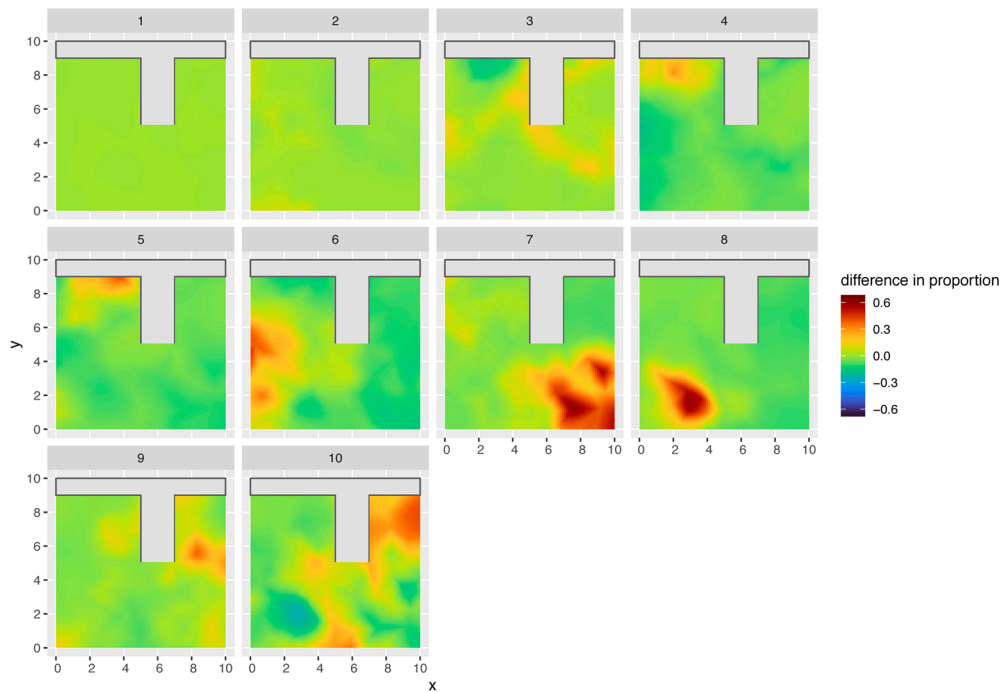 1 2 3 4
10 8 6 4 2 0
5 6 7 8
10 8 6 4 2 0
0 2 4 6 8 10 0 2 4 6 8 10
9 10
10 8 6 4 2 0
0 2 4 6 8 10 0 2 4 6 8 10
y
x
difference in proportion
0.6
0.3
0.0
−0.3
−0.6